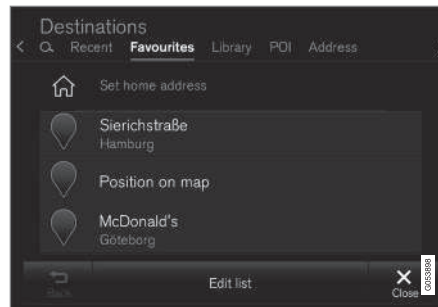 Destinations
Recent Favourites Library POI Address
Set home address
Sierichstraße
Hamburg
Position on map
McDonald's
Göteborg
Back Edit list Close
G053898